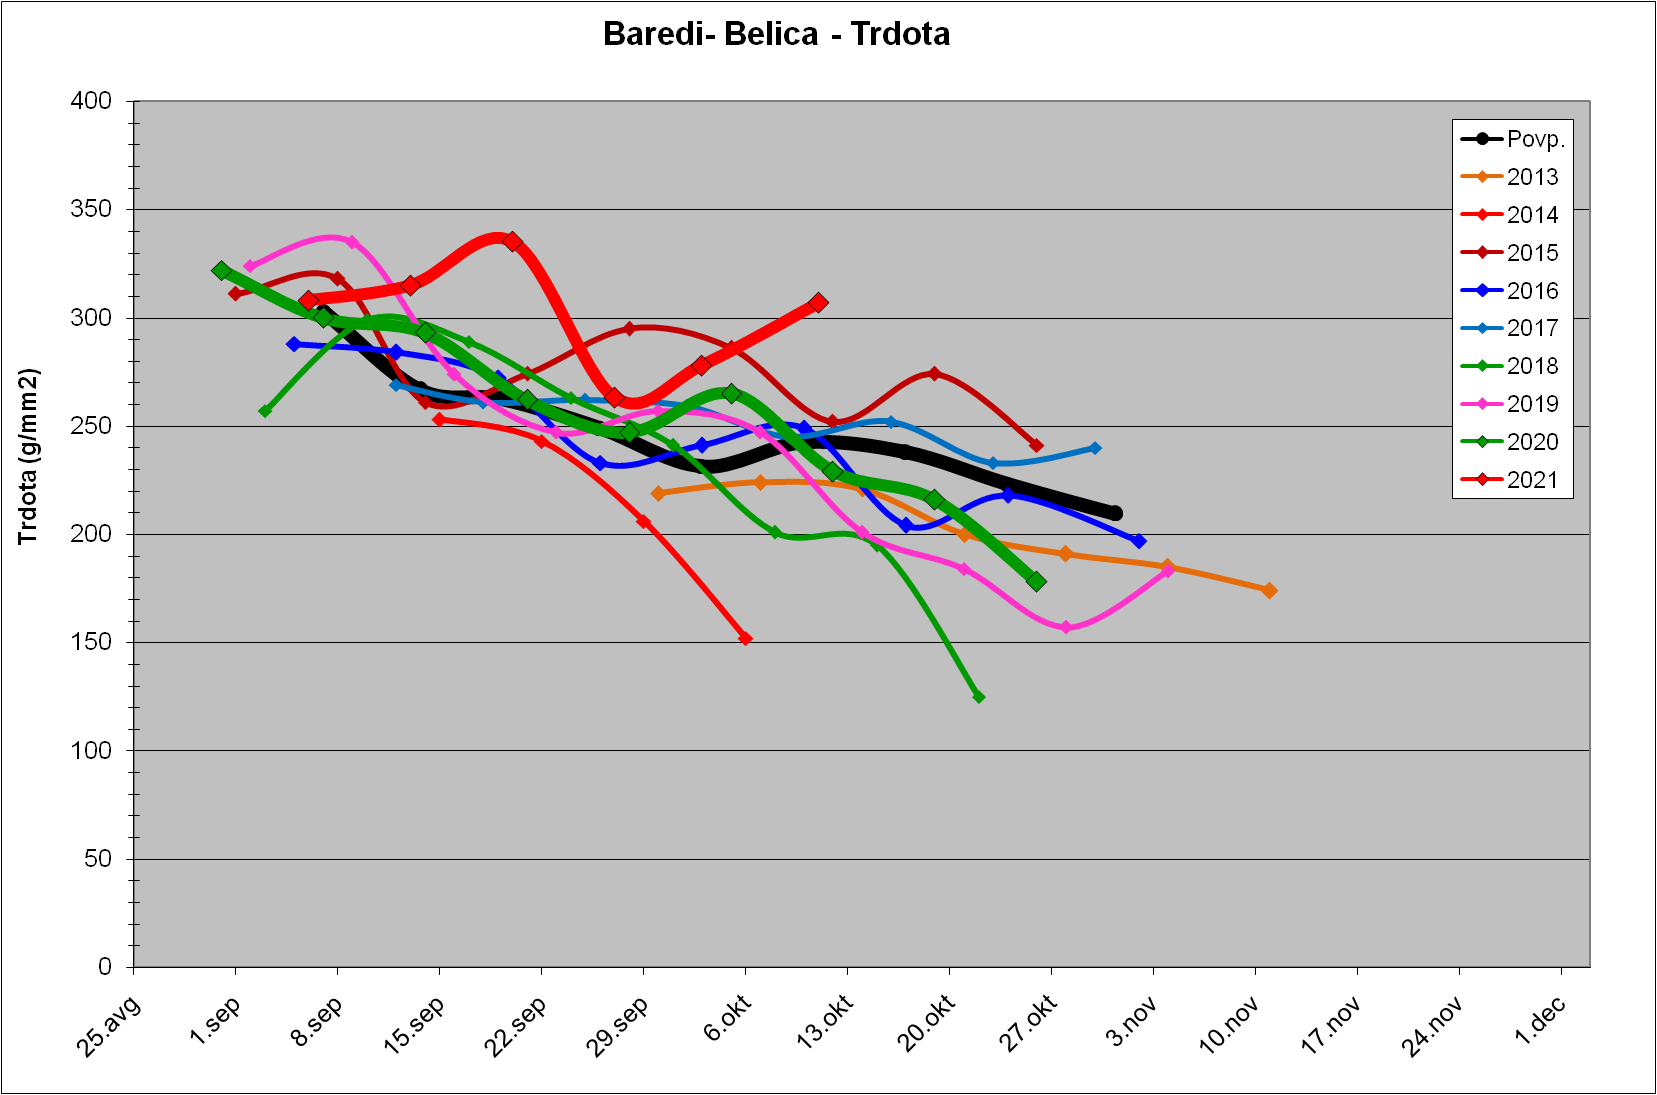 Baredi- Belica - Trdota
Trdota (g/mm2)
400
350
300
250
200
150
100
50
0
25.avg
1.sep
8.sep
15.sep
22.sep
29.sep
6.okt
13.okt
20.okt
27.okt
3.nov
10.nov
17.nov
24.nov
1.dec
Povp.
2013
2014
2015
2016
2017
2018
2019
2020
2021